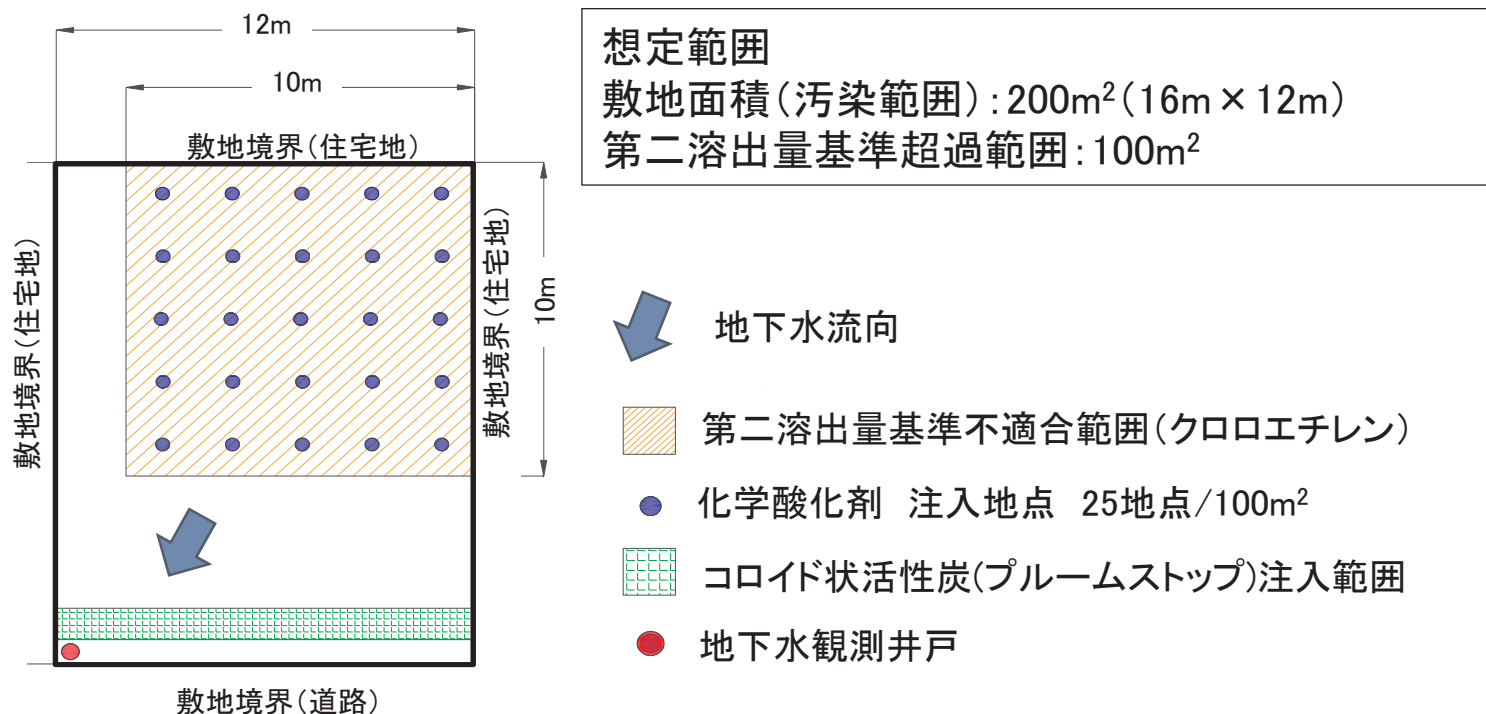 12m
10m
敷地境界(住宅地)
敷地境界(住宅地)
敷地境界(住宅地)
10m
敷地境界(道路)
想定範囲
敷地面積(汚染範囲):200m²(16m×12m)
第二溶出量基準超過範囲:100m²
地下水流向
第二溶出量基準不適合範囲(クロロエチレン)
化学酸化剤 注入地点 25地点/100m²
コロイド状活性炭(プルームストップ)注入範囲
地下水観測井戸